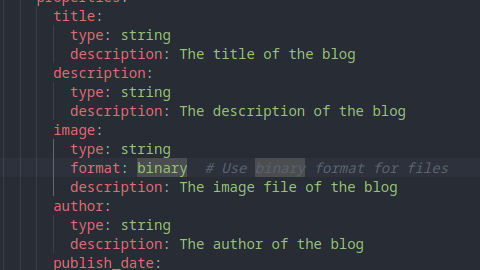 properties:
title:
type: string
description: The title of the blog
description:
type: string
description: The description of the blog
image:
type: string
format: binary  # Use binary format for files
description: The image file of the blog
author:
type: string
description: The author of the blog
publish_date: